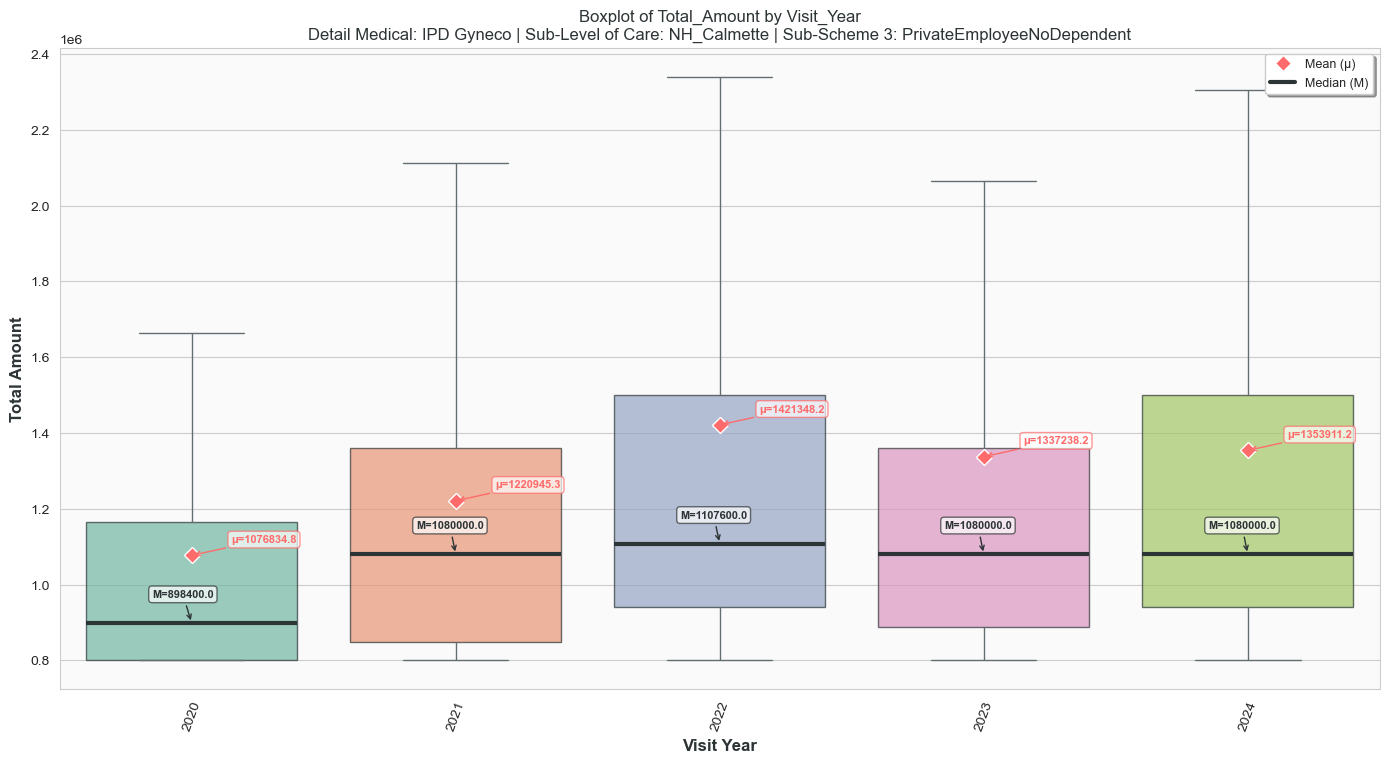 Boxplot of Total_Amount by Visit_Year
Detail Medical: IPD Gyneco | Sub-Level of Care: NH_Calmette | Sub-Scheme 3: PrivateEmployeeNoDependent
1e6
2.4
2.2
2.0
1.8
1.6
1.4
1.2
1.0
0.8
Total Amount
Mean (μ)
Median (M)
μ=1076834.8
M=898400.0
μ=1220945.3
M=1080000.0
μ=1421348.2
M=1107600.0
μ=1337238.2
M=1080000.0
μ=1353911.2
M=1080000.0
2020
2021
2022
2023
2024
Visit Year